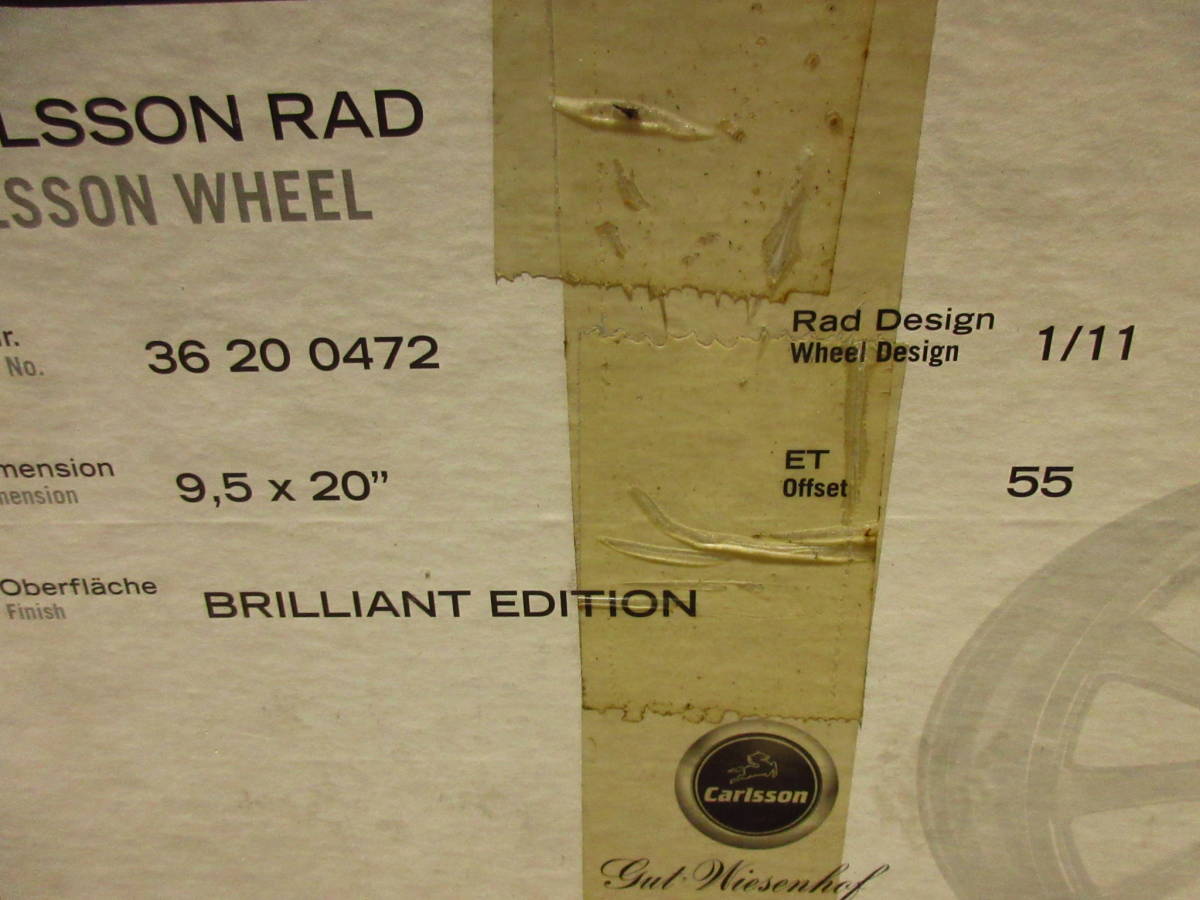 LSSON RAD
LSSON WHEEL
r.
No.
36 20 0472
Rad Design
Wheel Design
1/11
mension
mension
9,5 x 20”
ET
Offset
55
Oberfläche
Finish
BRILLIANT EDITION
Carlsson
Gut Wiesenhof